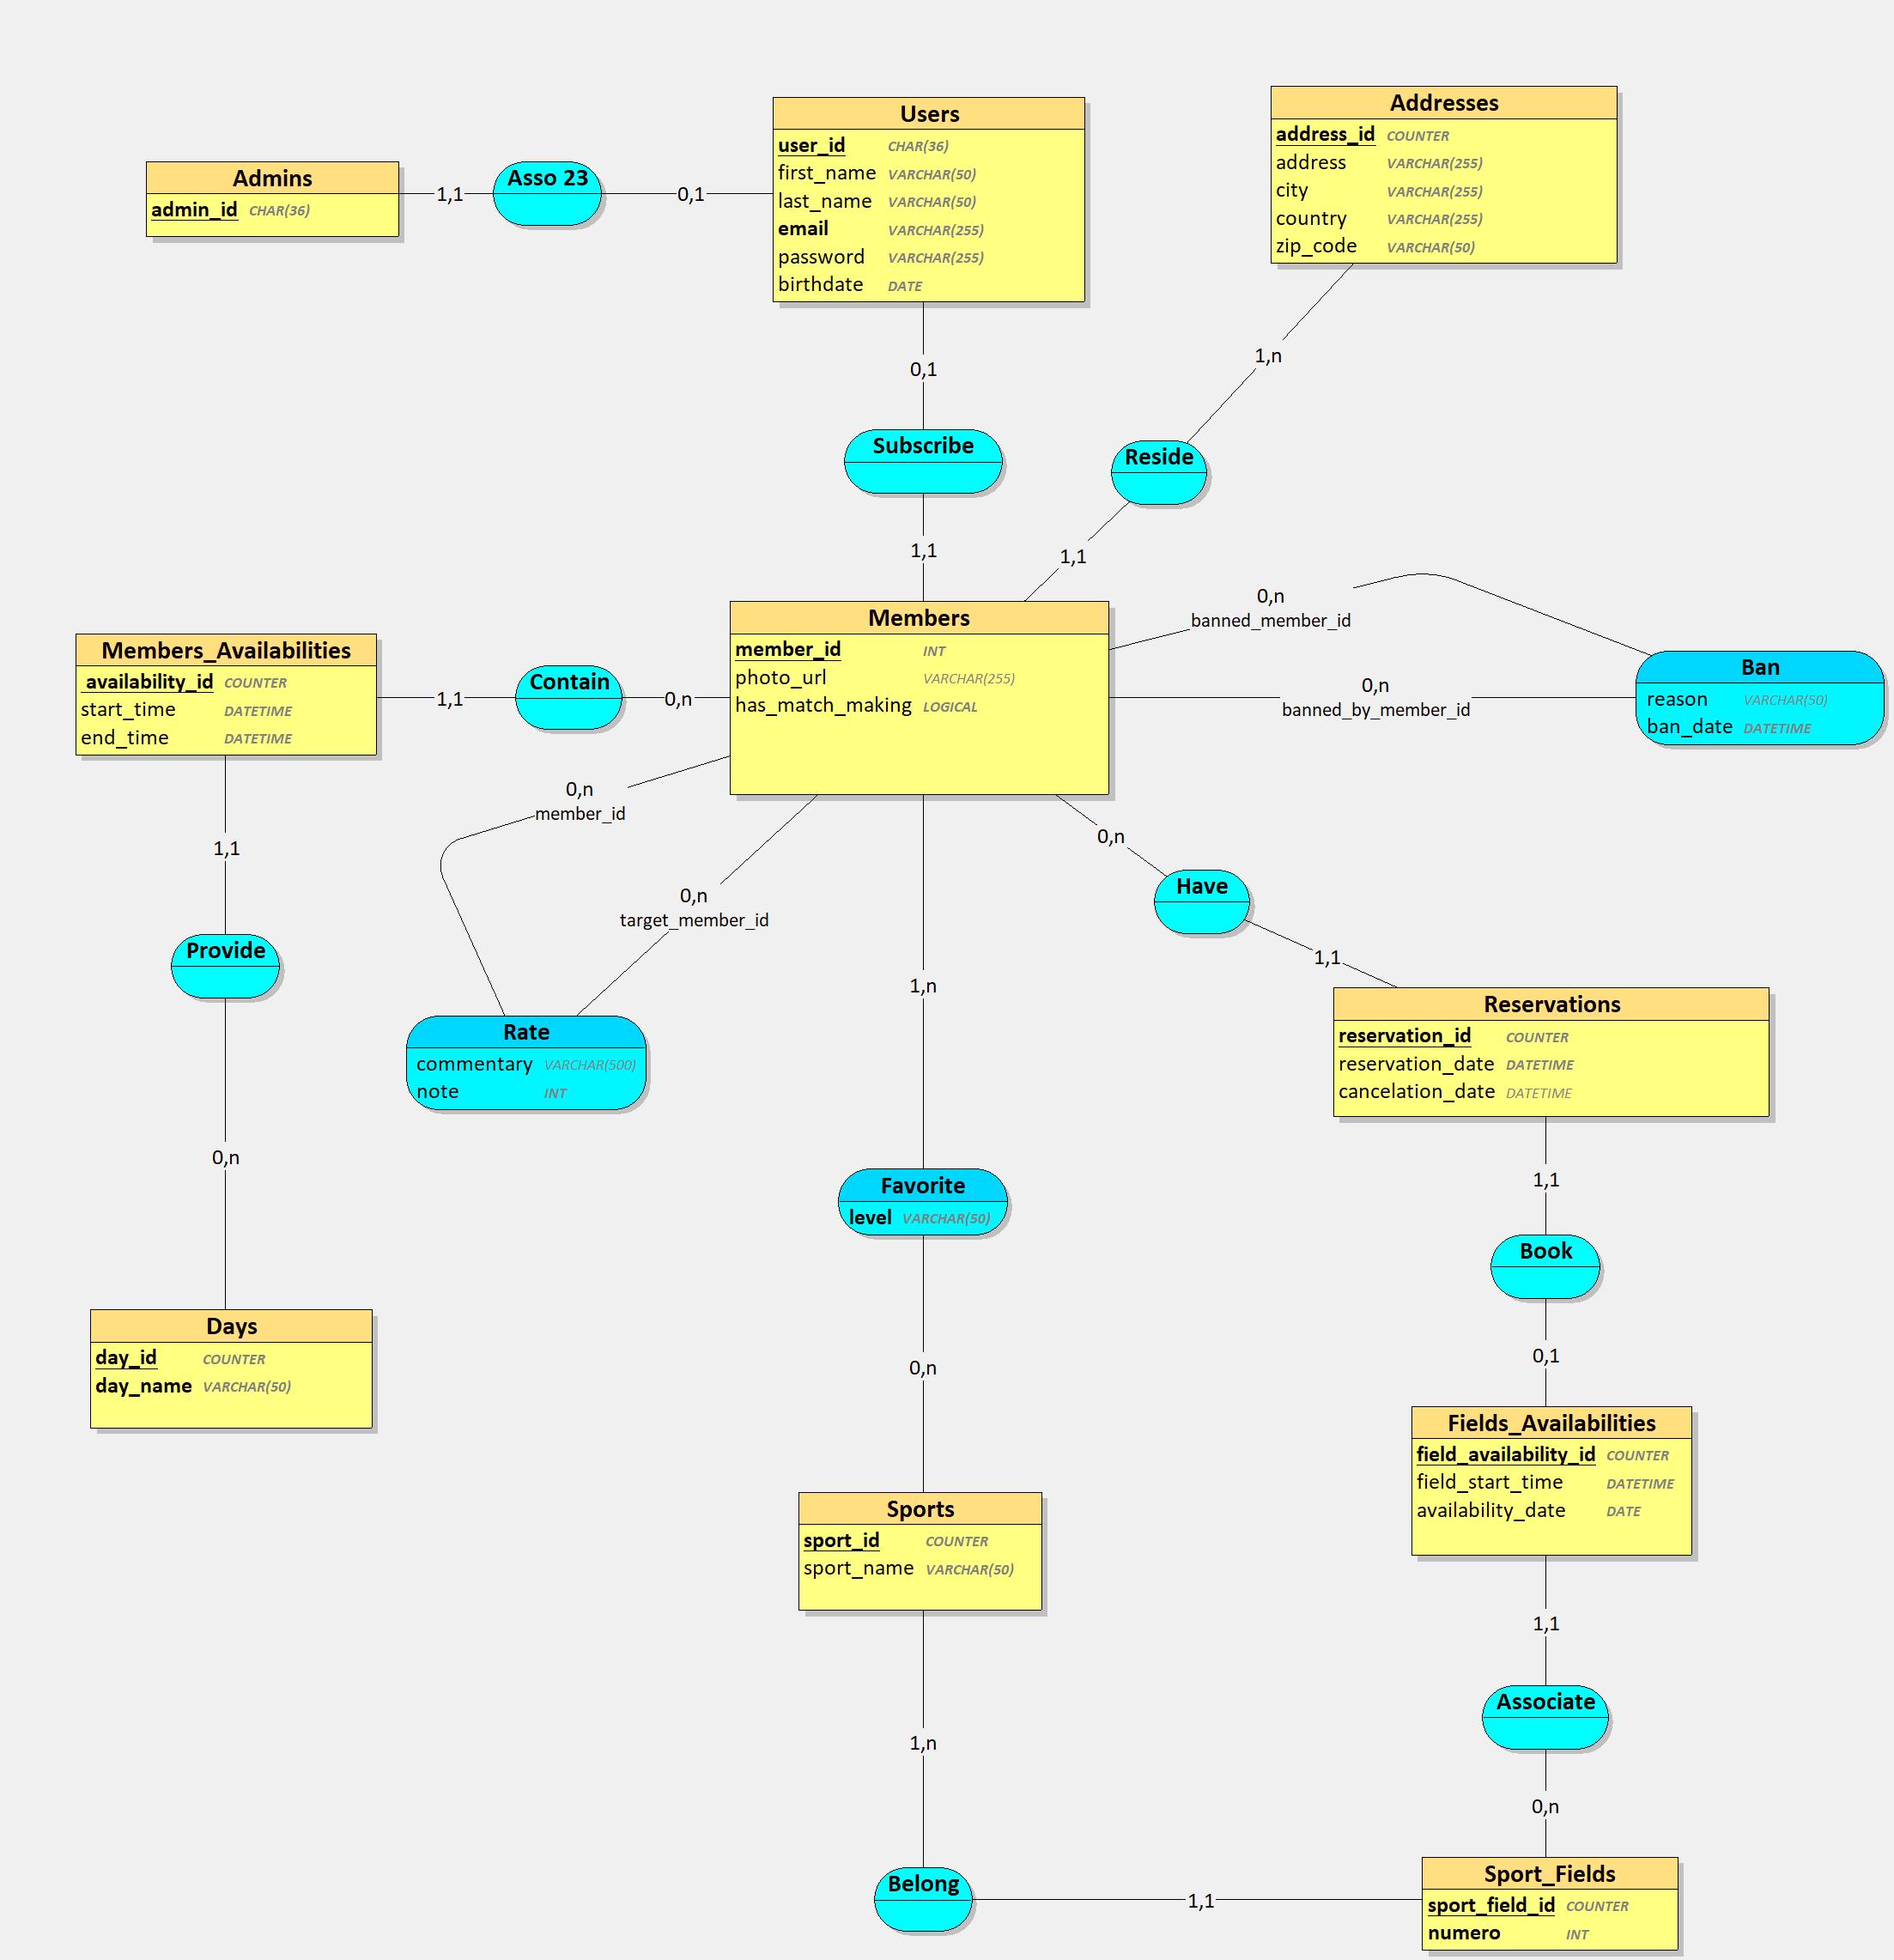 Users
user_id CHAR(36)
first_name VARCHAR(50)
last_name VARCHAR(50)
email VARCHAR(255)
password VARCHAR(255)
birthdate DATE
Addresses
address_id COUNTER
address VARCHAR(255)
city VARCHAR(255)
country VARCHAR(255)
zip_code VARCHAR(50)
Admins
admin_id CHAR(36)
1,1
Asso 23
0,1
0,1
1,n
Subscribe
Reside
1,1
1,1
Members
member_id INT
photo_url VARCHAR(255)
has_match_making LOGICAL
0,n
banned_member_id
0,n
banned_by_member_id
Ban
reason VARCHAR(50)
ban_date DATETIME
Members_Availabilities
availability_id COUNTER
start_time DATETIME
end_time DATETIME
1,1
Contain
0,n
0,n
member_id
0,n
target_member_id
0,n
Have
1,1
1,1
Provide
0,n
Rate
commentary VARCHAR(500)
note INT
1,n
Reservations
reservation_id COUNTER
reservation_date DATETIME
cancelation_date DATETIME
1,1
Favorite
level VARCHAR(50)
Book
0,n
0,1
Days
day_id COUNTER
day_name VARCHAR(50)
Fields_Availabilities
field_availability_id COUNTER
field_start_time DATETIME
availability_date DATE
Sports
sport_id COUNTER
sport_name VARCHAR(50)
1,1
Associate
1,n
0,n
Belong
1,1
Sport_Fields
sport_field_id COUNTER
numero INT